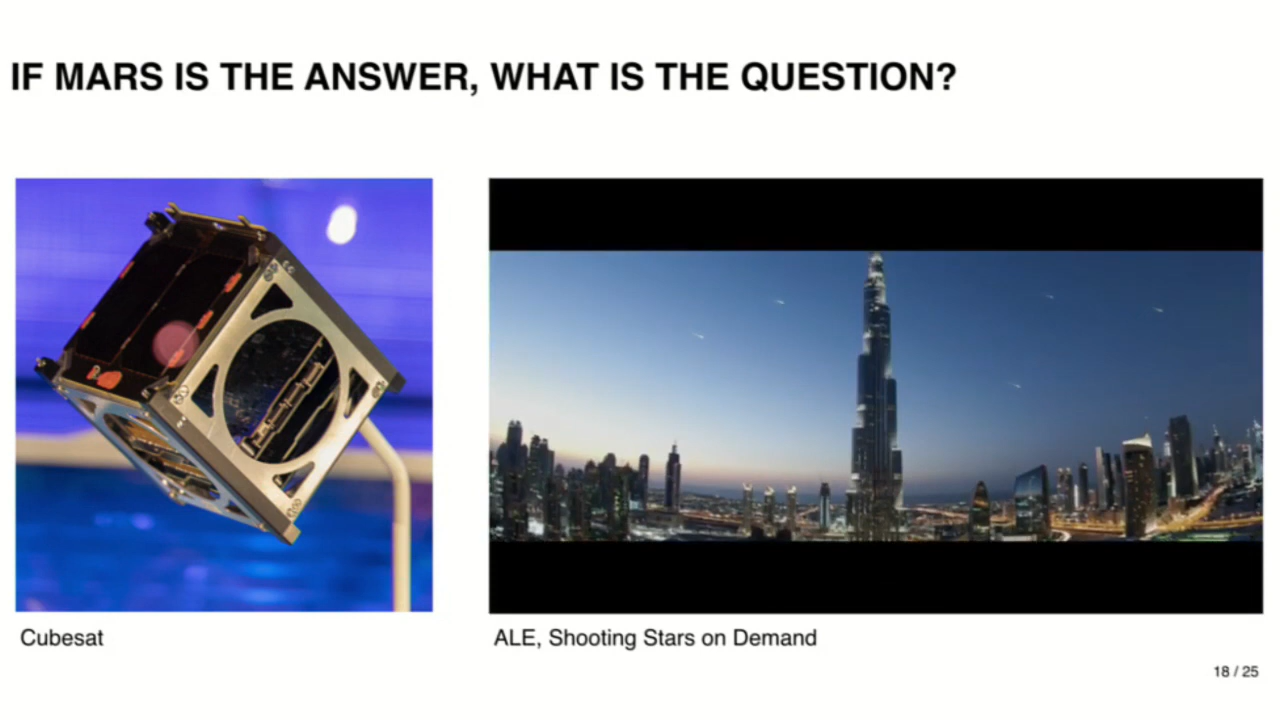 IF MARS IS THE ANSWER, WHAT IS THE QUESTION?
Cubesat
ALE, Shooting Stars on Demand
18 / 25